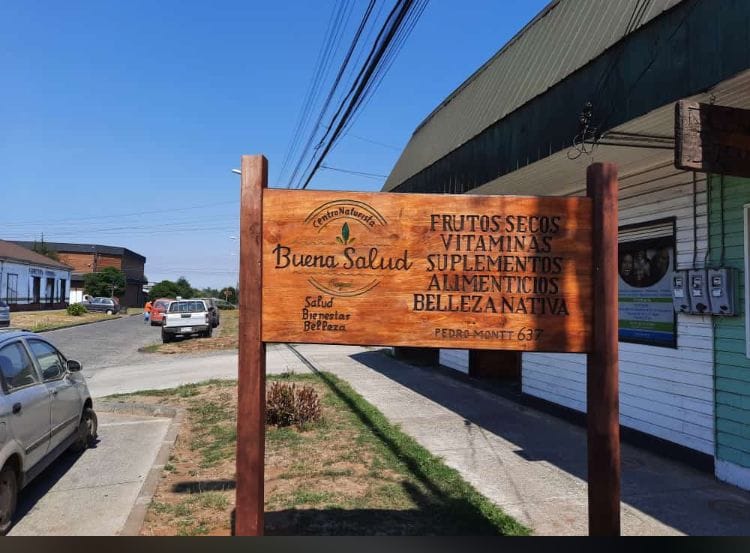 Centro Naturista
Buena Salud
Salud
Bienestar
Belleza
FRUTOS SECOS
VITAMINAS
SUPLEMENTOS
ALIMENTICIOS
BELLEZA NATIVA
PEDRO MONTT 637